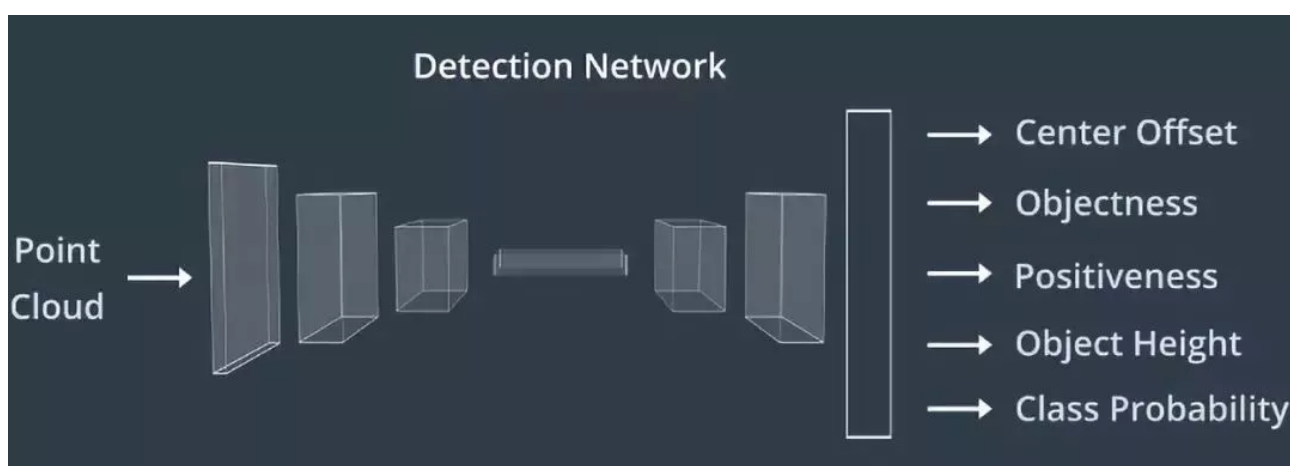 Detection Network
Point
Cloud
Center Offset
Objectness
Positiveness
Object Height
Class Probability